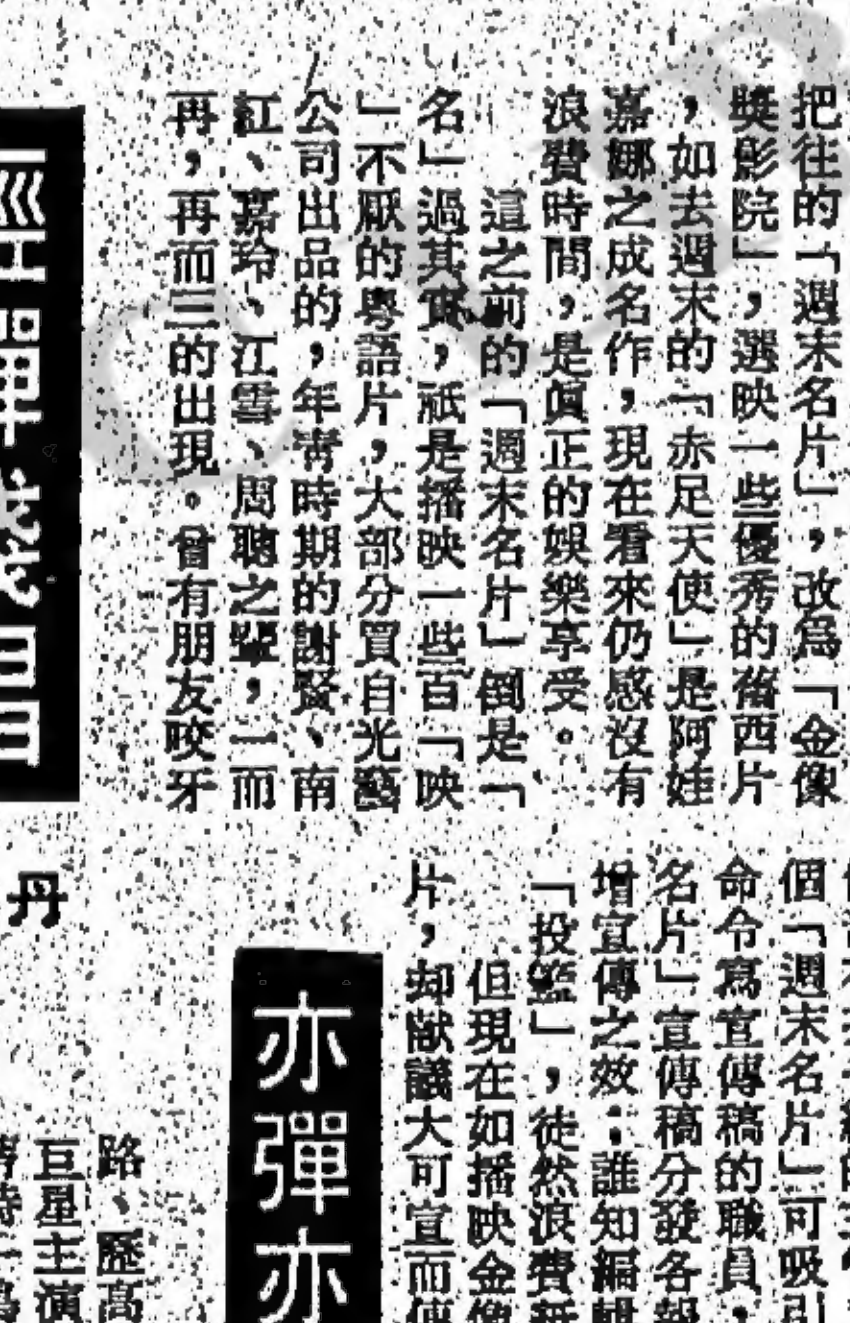 把往的「週末名片」，改爲「金像
獎影院」，選映一些優秀的舊西片
，如去週末的「赤足天使」是阿娃
嘉娜之成名作，現在看來仍感沒有
浪費時間，是眞正的娛樂享受。
這之前的「週末名片」倒是「
名」過其實，祇是播映一些百「映
」不厭的粵語片，大部分買自光藝
公司出品的，年靑時期的謝賢、南
紅、嘉玲、江雪、周聰之輩，一而
再，再而三的出現。曾有朋友咬牙
個「週末名片」可吸引
命令寫宣傳稿的職員，
名片」宣傳稿分發各報
增宣傳之效：誰知編輯
「投籃」，徒然浪費
但現在如播映金像
片，却献議大可宣而傳
亦彈亦
丹
路、歷高
巨星主演